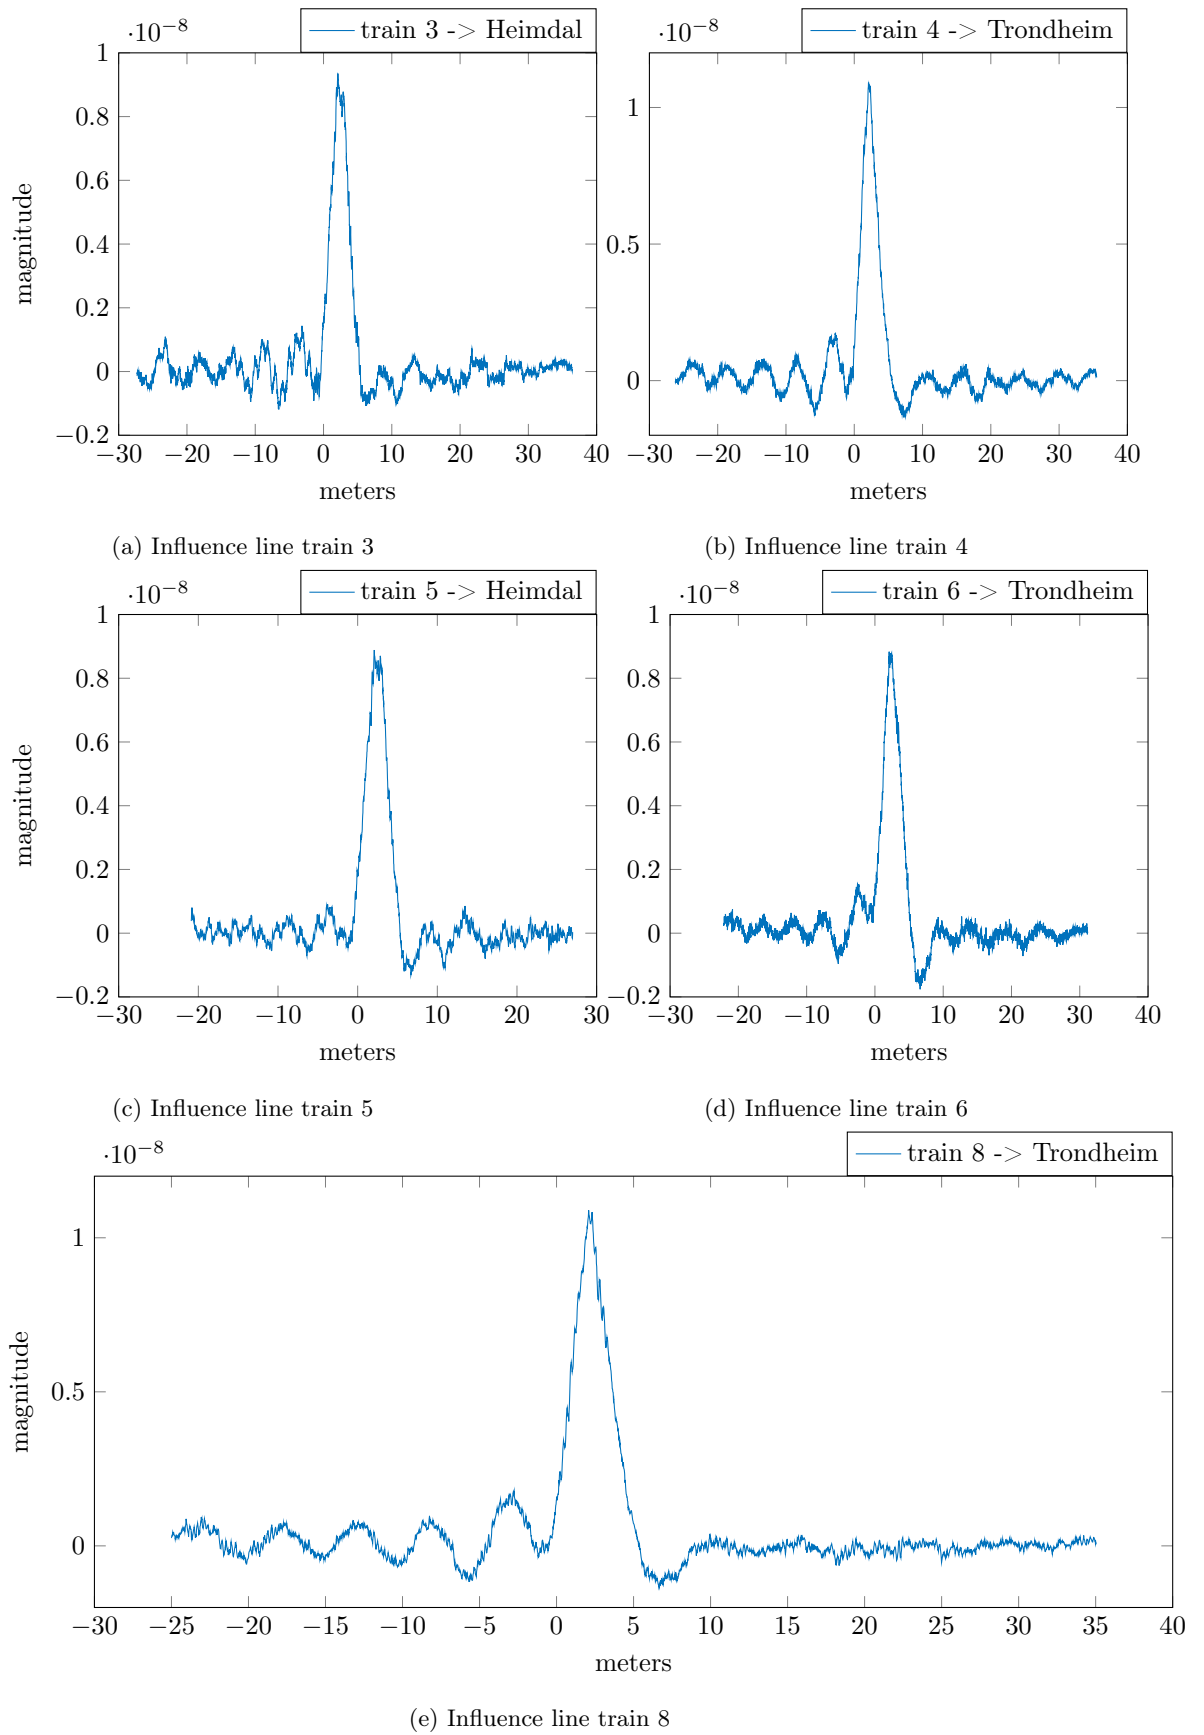 ·10−8
train 3 -> Heimdal
1
0.8
0.6
0.4
0.2
0
−0.2
magnitude
−30 −20 −10 0 10 20 30 40
meters
(a) Influence line train 3
·10−8
train 4 -> Trondheim
1
0.5
0
−30 −20 −10 0 10 20 30 40
meters
(b) Influence line train 4
·10−8
train 5 -> Heimdal
1
0.8
0.6
0.4
0.2
0
−0.2
magnitude
−30 −20 −10 0 10 20 30
meters
(c) Influence line train 5
·10−8
train 6 -> Trondheim
1
0.8
0.6
0.4
0.2
0
−0.2
−30 −20 −10 0 10 20 30 40
meters
(d) Influence line train 6
·10−8
train 8 -> Trondheim
1
0.5
0
magnitude
−30 −25 −20 −15 −10 −5 0 5 10 15 20 25 30 35 40
meters
(e) Influence line train 8